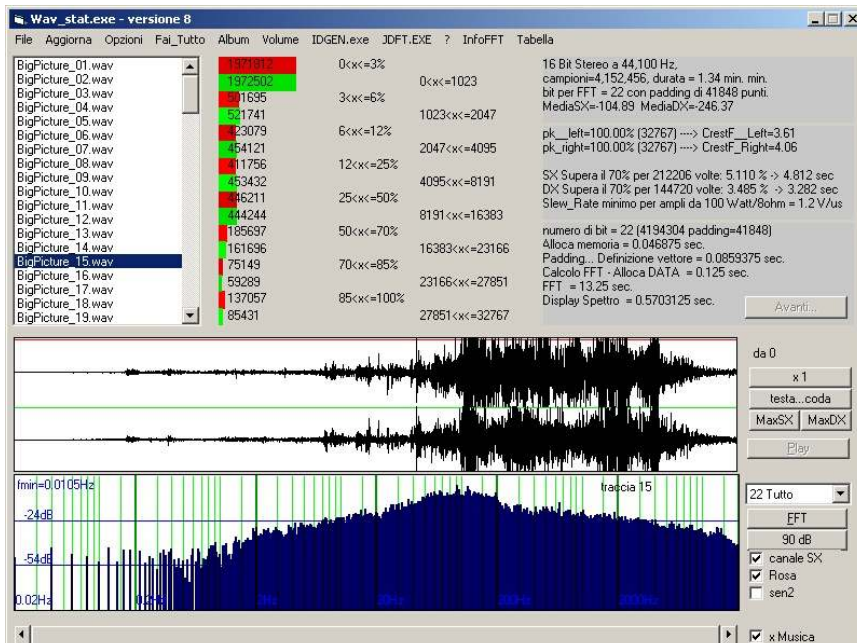 Wav_stat.exe - versione 8
File Aggiorna Opzioni Fai_Tutto Album Volume IDGEN.exe JDFT.EXE ? InfoFFT Tabella
BigPicture_01.wav
BigPicture_02.wav
BigPicture_03.wav
BigPicture_04.wav
BigPicture_05.wav
BigPicture_06.wav
BigPicture_07.wav
BigPicture_08.wav
BigPicture_09.wav
BigPicture_10.wav
BigPicture_11.wav
BigPicture_12.wav
BigPicture_13.wav
BigPicture_14.wav
BigPicture_15.wav
BigPicture_16.wav
BigPicture_17.wav
BigPicture_18.wav
BigPicture_19.wav
1971912 0<x<=3%
1972502 0<x<=1023
501695 3<x<=6%
521741 1023<x<=2047
423079 6<x<=12%
454121 2047<x<=4095
411756 12<x<=25%
453432 4095<x<=8191
446211 25<x<=50%
444244 8191<x<=16383
185697 50<x<=70%
161696 16383<x<=23166
75149 70<x<=85%
59289 23166<x<=27851
137057 85<x<=100%
85431 27851<x<=32767
16 Bit Stereo a 44,100 Hz,
campioni=4,152,456, durata = 1.34 min. min.
bit per FFT = 22 con padding di 41848 punti.
MediaSX=-104.89 MediaDX=-246.37
pk__left=100.00% (32767) ----> CrestF__Left=3.61
pk_right=100.00% (32767) ----> CrestF_Right=4.06
SX Supera il 70% per 212206 volte: 5.110 % -> 4.812 sec
DX Supera il 70% per 144720 volte: 3.485 % -> 3.282 sec
Slew_Rate minimo per ampli da 100 Watt/8ohm = 1.2 V/us
numero di bit = 22 (4194304 padding=41848)
Alloca memoria = 0.046875 sec.
Padding... Definizione vettore = 0.0859375 sec.
Calcolo FFT - Alloca DATA = 0.125 sec.
FFT = 13.25 sec.
Display Spettro = 0.5703125 sec.
Avanti...
da 0
x 1
testa...coda
MaxSX MaxDX
Play
fmin=0.0105Hz traccia 15
-24dB
-54dB
0.02Hz 0.2Hz 2Hz 20Hz 200Hz 2000Hz
22 Tutto
FFT
90 dB
canale SX
Rosa
sen2
x Musica